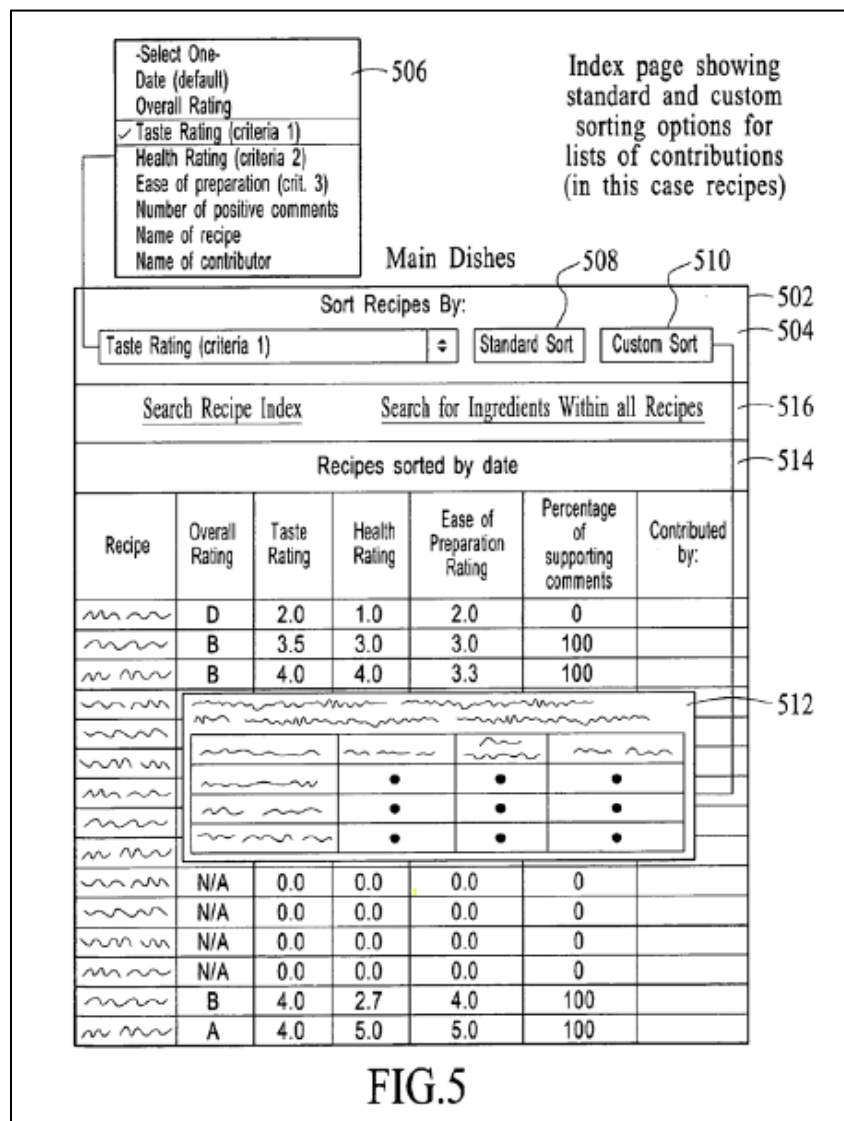 -Select One-
Date (default)
Overall Rating
✓ Taste Rating (criteria 1)
Health Rating (criteria 2)
Ease of preparation (crit. 3)
Number of positive comments
Name of recipe
Name of contributor
506
Index page showing
standard and custom
sorting options for
lists of contributions
(in this case recipes)
Main Dishes
508
510
502
Sort Recipes By:
504
Taste Rating (criteria 1) Standard Sort Custom Sort
Search Recipe Index Search for Ingredients Within all Recipes
516
Recipes sorted by date
514
Recipe Overall Rating Taste Rating Health Rating Ease of Preparation Rating Percentage of supporting comments Contributed by:
D 2.0 1.0 2.0 0
B 3.5 3.0 3.0 100
B 4.0 4.0 3.3 100
512
N/A 0.0 0.0 0.0 0
N/A 0.0 0.0 0.0 0
N/A 0.0 0.0 0.0 0
N/A 0.0 0.0 0.0 0
B 4.0 2.7 4.0 100
A 4.0 5.0 5.0 100
FIG.5